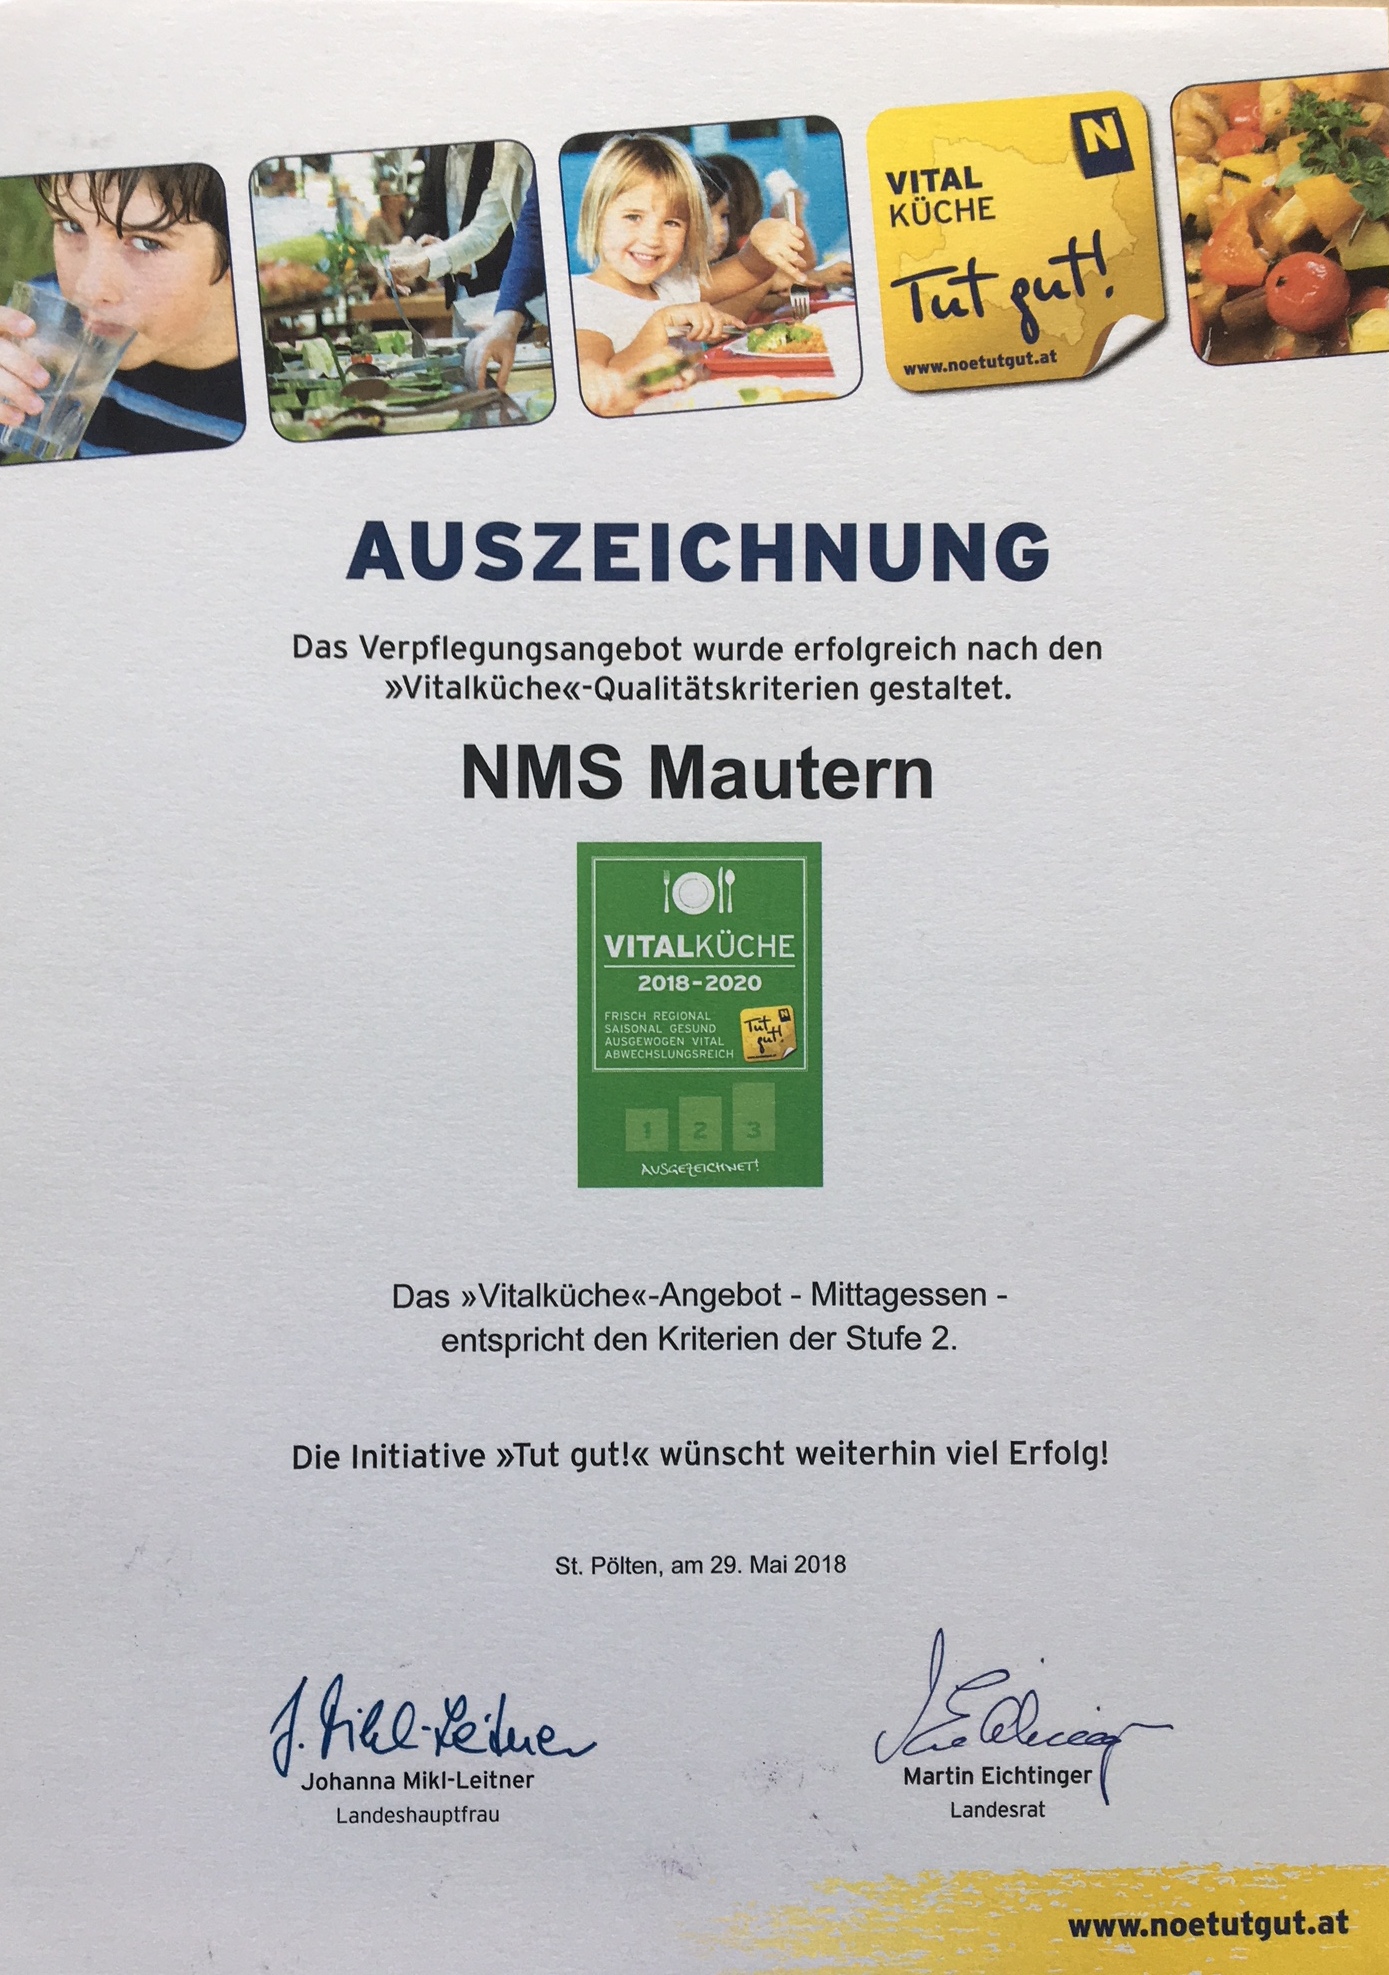 N
VITAL
KÜCHE
Tut gut!
www.noetutgut.at
AUSZEICHNUNG
Das Verpflegungsangebot wurde erfolgreich nach den
»Vitalküche«-Qualitätskriterien gestaltet.
NMS Mautern
VITALKÜCHE
2018-2020
FRISCH REGIONAL
SAISONAL GESUND
AUSGEWOGEN VITAL
ABWECHSLUNGSREICH
N
Tut
gut!
1 2 3
AUSGEZEICHNET!
Das »Vitalküche«-Angebot - Mittagessen -
entspricht den Kriterien der Stufe 2.
Die Initiative »Tut gut!« wünscht weiterhin viel Erfolg!
St. Pölten, am 29. Mai 2018
J. Mikl-Leitner
Johanna Mikl-Leitner
Landeshauptfrau
Martin Eichtinger
Landesrat
www.noetutgut.at